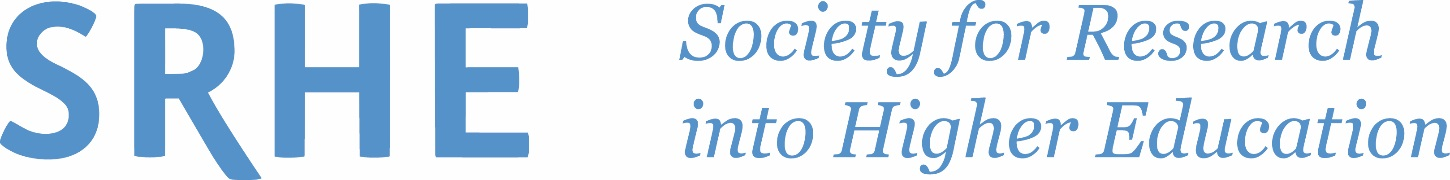 SRHE
Society for Research
into Higher Education